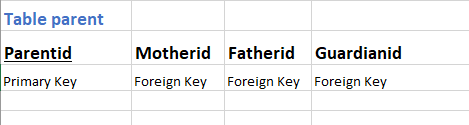 Table parent
Parentid Motherid Fatherid Guardianid
Primary Key Foreign Key Foreign Key Foreign Key